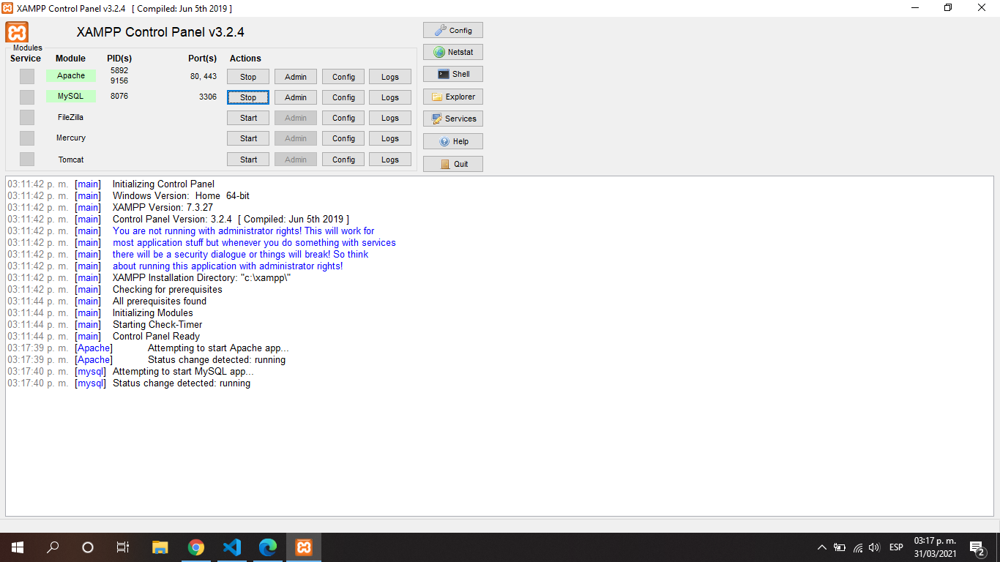 XAMPP Control Panel v3.2.4 [ Compiled: Jun 5th 2019 ]
XAMPP Control Panel v3.2.4
Config
Modules
Service Module PID(s) Port(s) Actions
Netstat
Apache 5892 9156 80, 443 Stop Admin Config Logs
Shell
MySQL 8076 3306 Stop Admin Config Logs
Explorer
FileZilla Start Admin Config Logs
Services
Mercury Start Admin Config Logs
Help
Tomcat Start Admin Config Logs
Quit
03:11:42 p. m. [main] Initializing Control Panel
03:11:42 p. m. [main] Windows Version: Home 64-bit
03:11:42 p. m. [main] XAMPP Version: 7.3.27
03:11:42 p. m. [main] Control Panel Version: 3.2.4 [ Compiled: Jun 5th 2019 ]
03:11:42 p. m. [main] You are not running with administrator rights! This will work for
03:11:42 p. m. [main] most application stuff but whenever you do something with services
03:11:42 p. m. [main] there will be a security dialogue or things will break! So think
03:11:42 p. m. [main] about running this application with administrator rights!
03:11:42 p. m. [main] XAMPP Installation Directory: "c:\xampp\"
03:11:42 p. m. [main] Checking for prerequisites
03:11:44 p. m. [main] All prerequisites found
03:11:44 p. m. [main] Initializing Modules
03:11:44 p. m. [main] Starting Check-Timer
03:11:44 p. m. [main] Control Panel Ready
03:17:39 p. m. [Apache] Attempting to start Apache app...
03:17:39 p. m. [Apache] Status change detected: running
03:17:40 p. m. [mysql] Attempting to start MySQL app...
03:17:40 p. m. [mysql] Status change detected: running
ESP
03:17 p. m.
31/03/2021
2